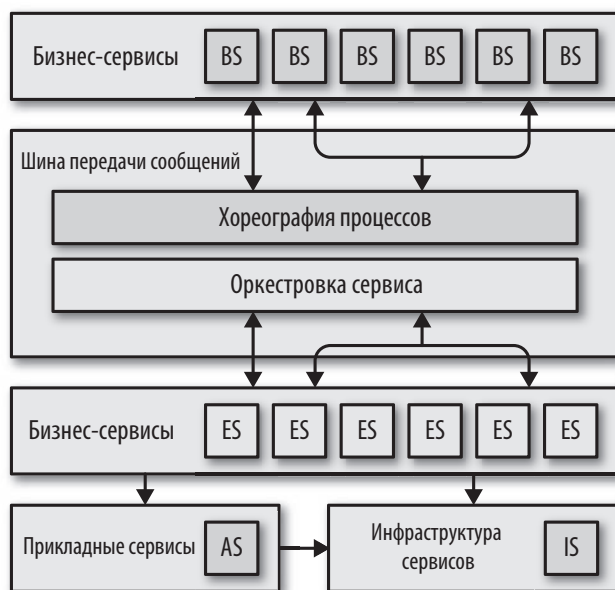 Бизнес-сервисы BS BS BS BS BS BS
Шина передачи сообщений
Хореография процессов
Оркестровка сервиса
Бизнес-сервисы ES ES ES ES ES ES
Прикладные сервисы AS
Инфраструктура
сервисов
IS